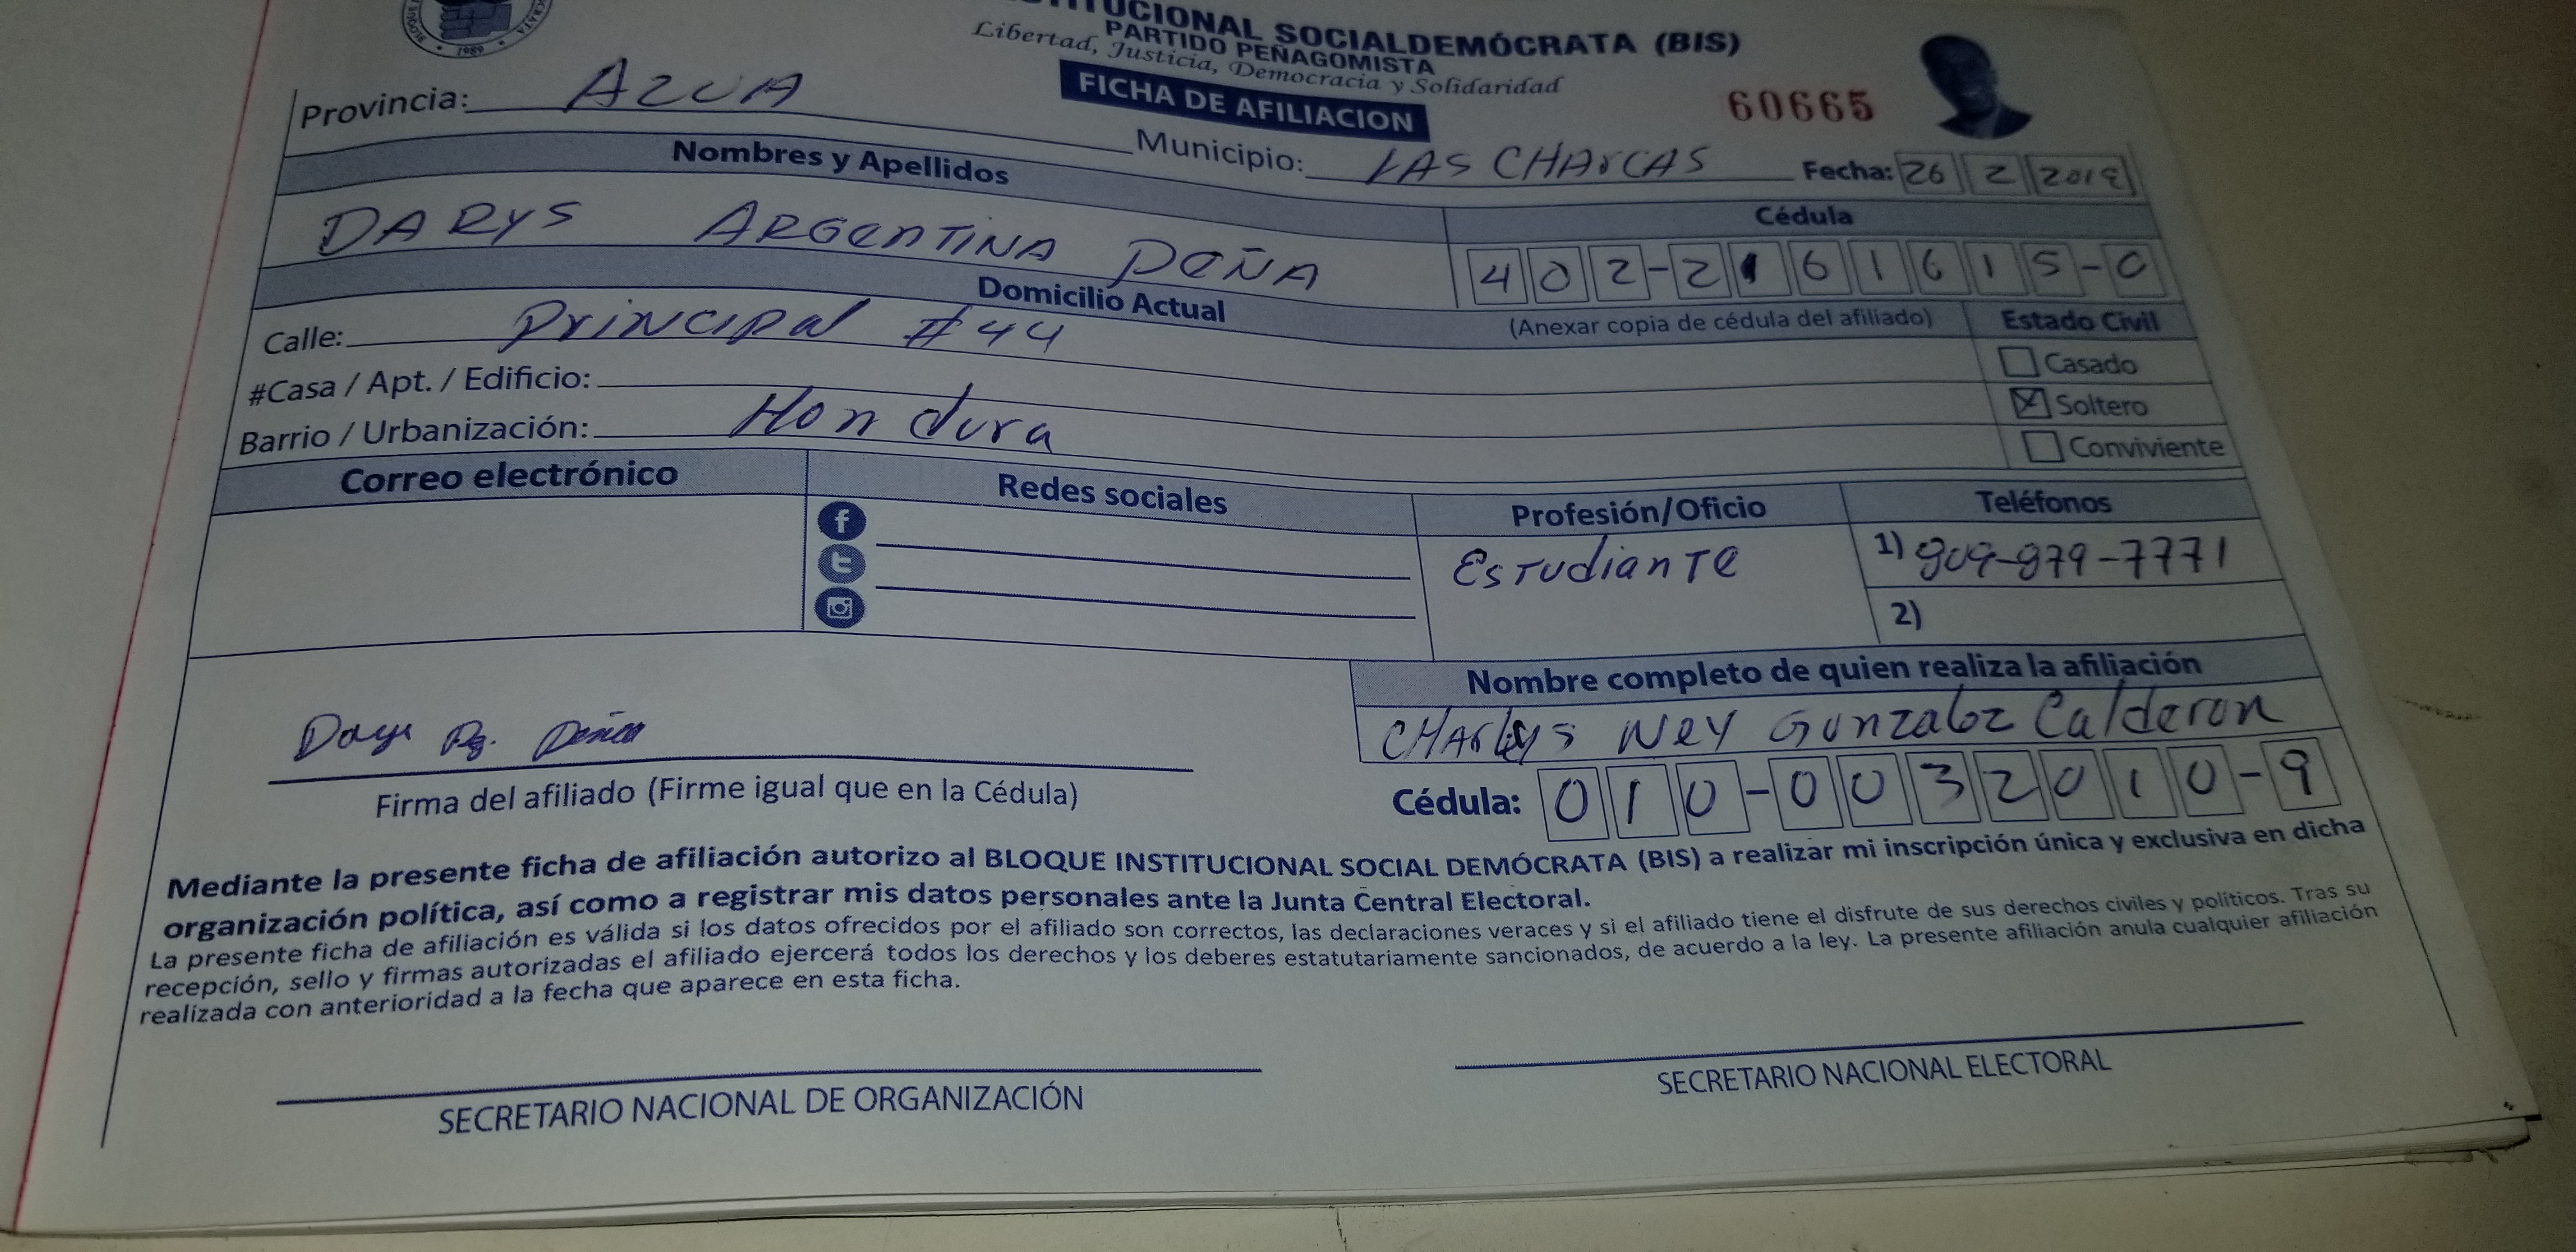 1989
INSTITUCIONAL SOCIALDEMÓCRATA (BIS)
PARTIDO PEÑAGOMISTA
Libertad, Justicia, Democracia y Solidaridad
FICHA DE AFILIACION
60665
Provincia: AZUA
Municipio: LAS CHArCAS
Fecha: 26 2 2018
Nombres y Apellidos
Cédula
DARYS ARGENTINA PEÑA
402-2161615-0
Domicilio Actual
(Anexar copia de cédula del afiliado)
Estado Civil
Calle: Principal #44
Casado
#Casa / Apt. / Edificio:
Soltero
Barrio / Urbanización: Hondura
Conviviente
Correo electrónico
Redes sociales
Profesión/Oficio
Teléfonos
Estudiante
1) 809-979-7771
2)
Nombre completo de quien realiza la afiliación
CHArlys Ney Gonzalez Calderon
Firma del afiliado (Firme igual que en la Cédula)
Cédula: 010-0032010-9
Mediante la presente ficha de afiliación autorizo al BLOQUE INSTITUCIONAL SOCIAL DEMÓCRATA (BIS) a realizar mi inscripción única y exclusiva en dicha
organización política, así como a registrar mis datos personales ante la Junta Central Electoral.
La presente ficha de afiliación es válida si los datos ofrecidos por el afiliado son correctos, las declaraciones veraces y si el afiliado tiene el disfrute de sus derechos civiles y políticos. Tras su
recepción, sello y firmas autorizadas el afiliado ejercerá todos los derechos y los deberes estatutariamente sancionados, de acuerdo a la ley. La presente afiliación anula cualquier afiliación
realizada con anterioridad a la fecha que aparece en esta ficha.
SECRETARIO NACIONAL DE ORGANIZACIÓN
SECRETARIO NACIONAL ELECTORAL